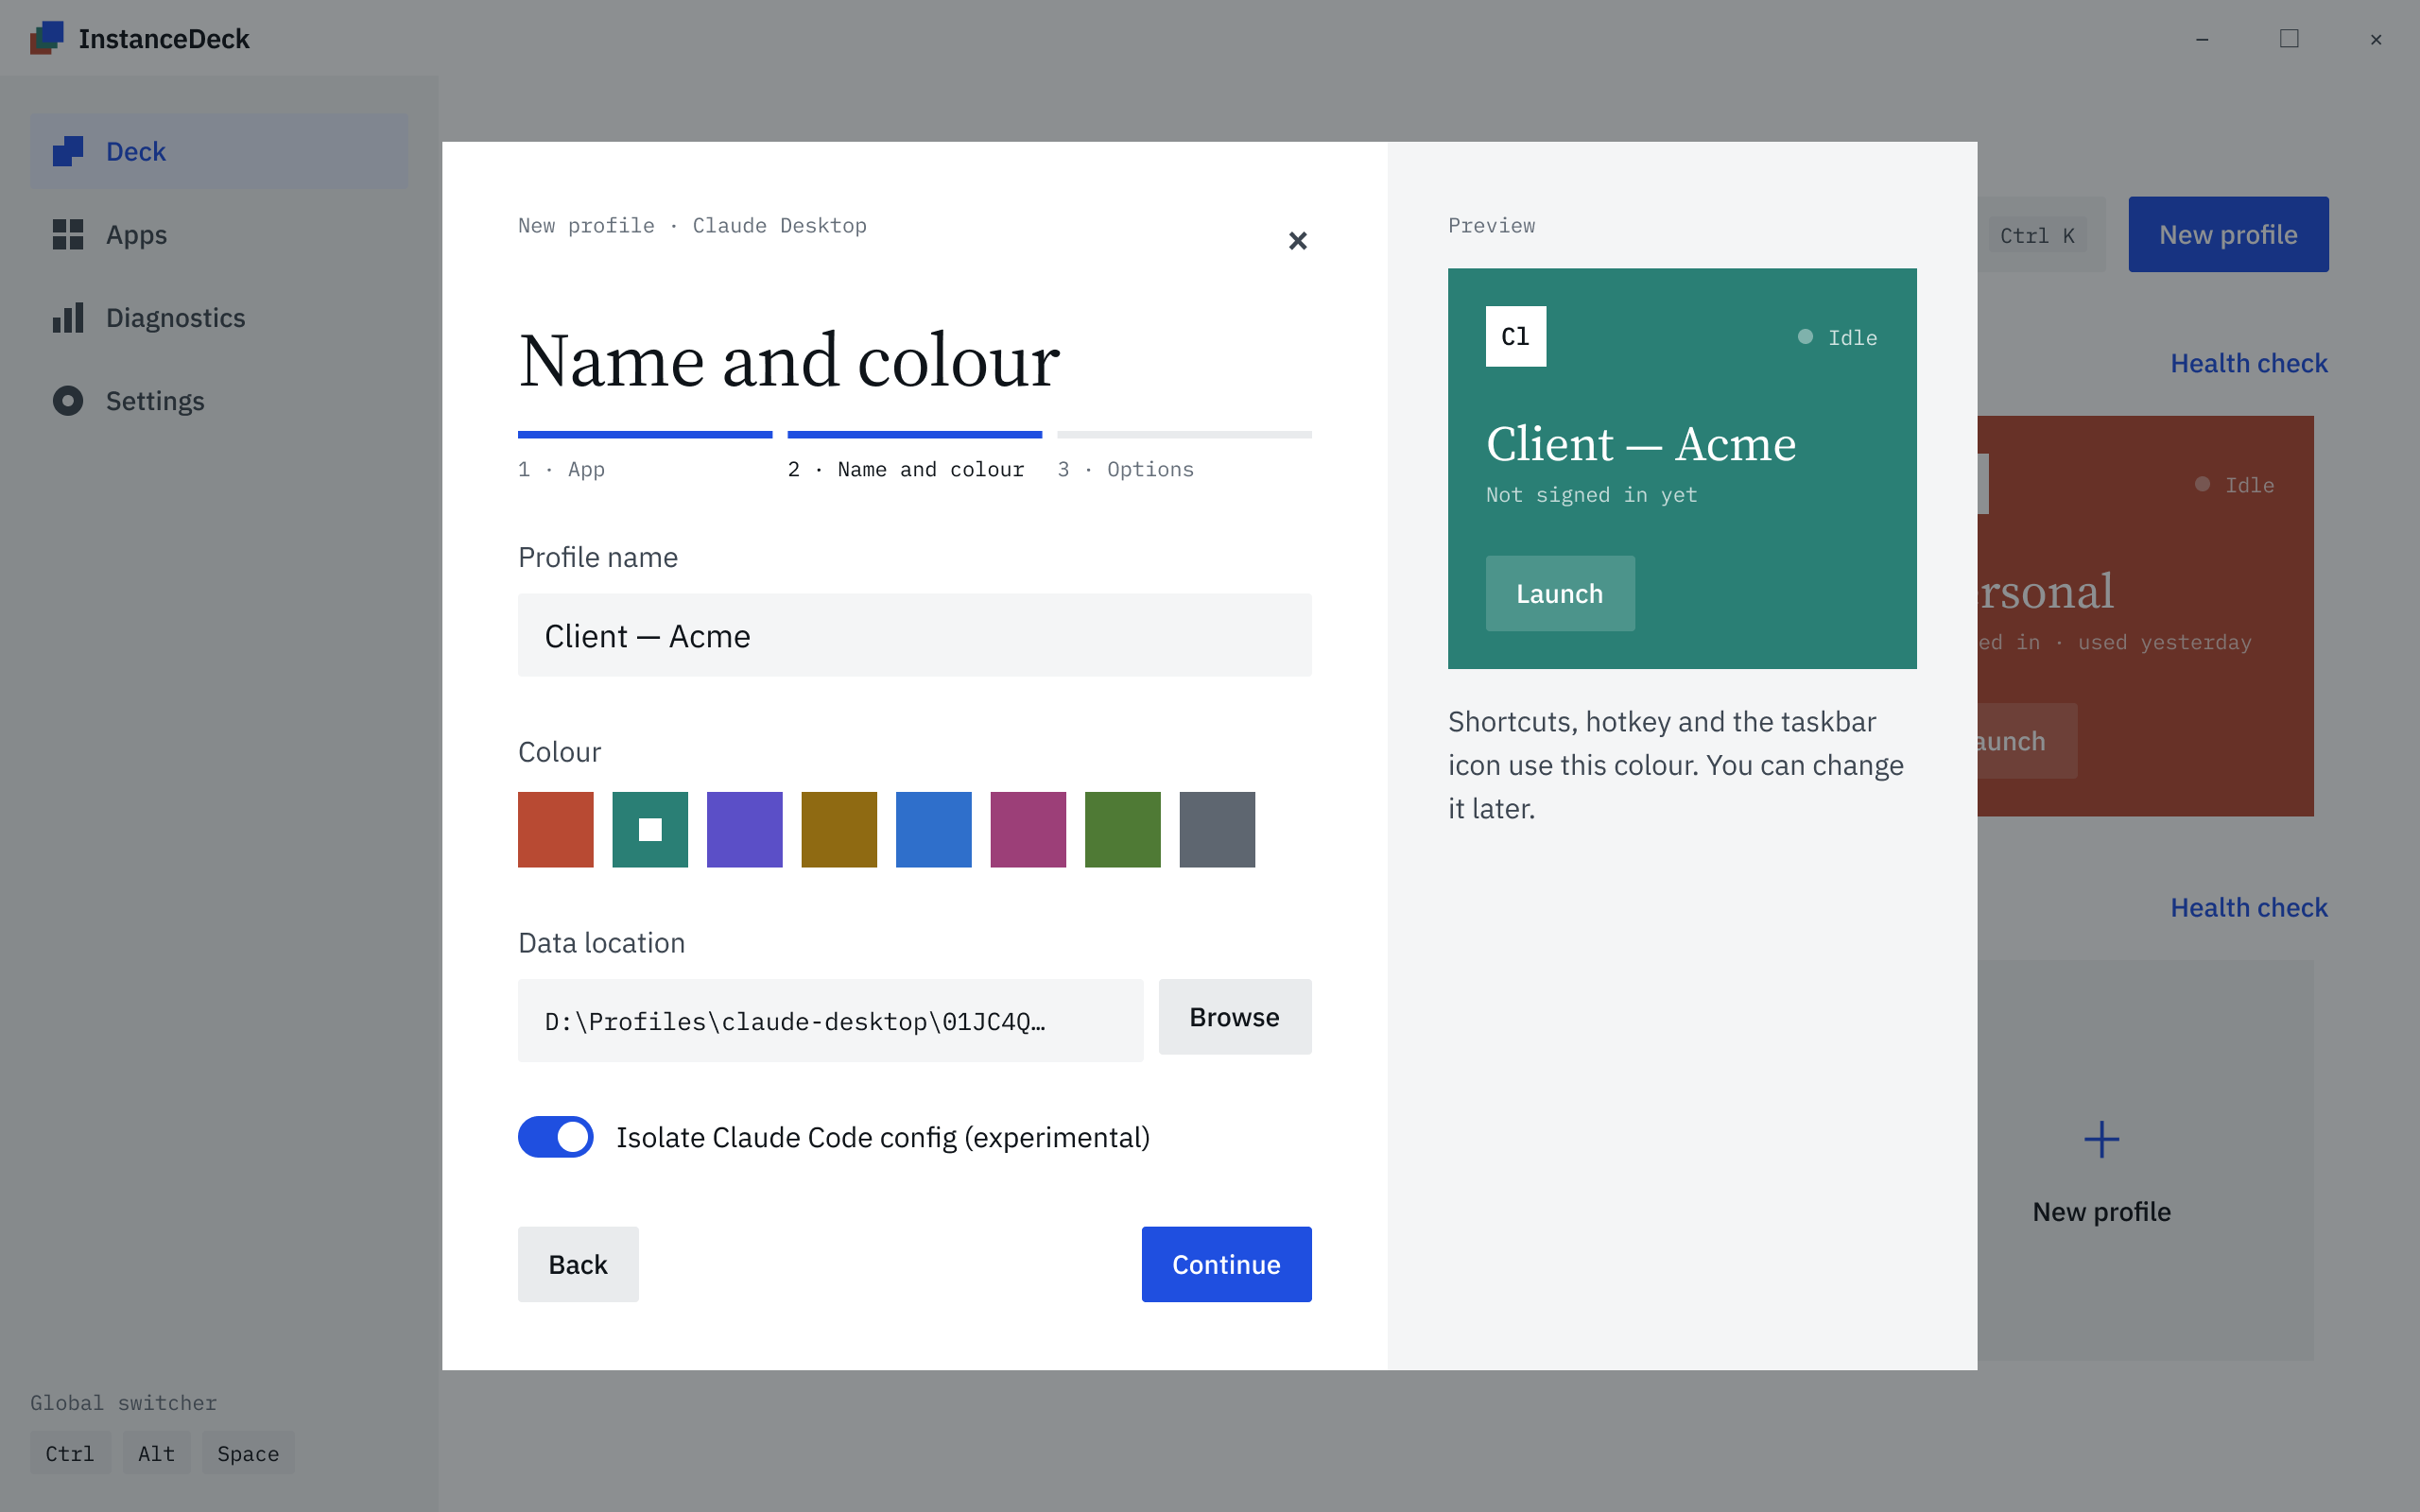 InstanceDeck
Deck
Apps
Diagnostics
Settings
Global switcher
Ctrl Alt Space
New profile · Claude Desktop
Name and colour
1 · App
2 · Name and colour
3 · Options
Profile name
Client — Acme
Colour
Data location
D:\Profiles\claude-desktop\01JC4Q…
Browse
Isolate Claude Code config (experimental)
Back
Continue
Preview
Cl
Idle
Client — Acme
Not signed in yet
Launch
Shortcuts, hotkey and the taskbar
icon use this colour. You can change
it later.
Ctrl K
New profile
Health check
Idle
rsonal
ed in · used yesterday
aunch
Health check
New profile